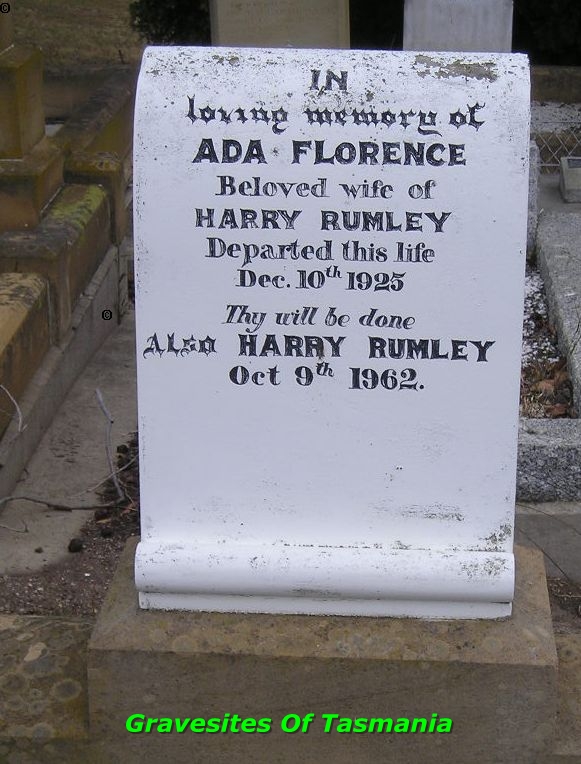 ©
©
IN
loving memory of
ADA FLORENCE
Beloved wife of
HARRY RUMLEY
Departed this life
Dec. 10th 1925
Thy will be done
©
Also HARRY RUMLEY
Oct 9th 1962.
Gravesites Of Tasmania